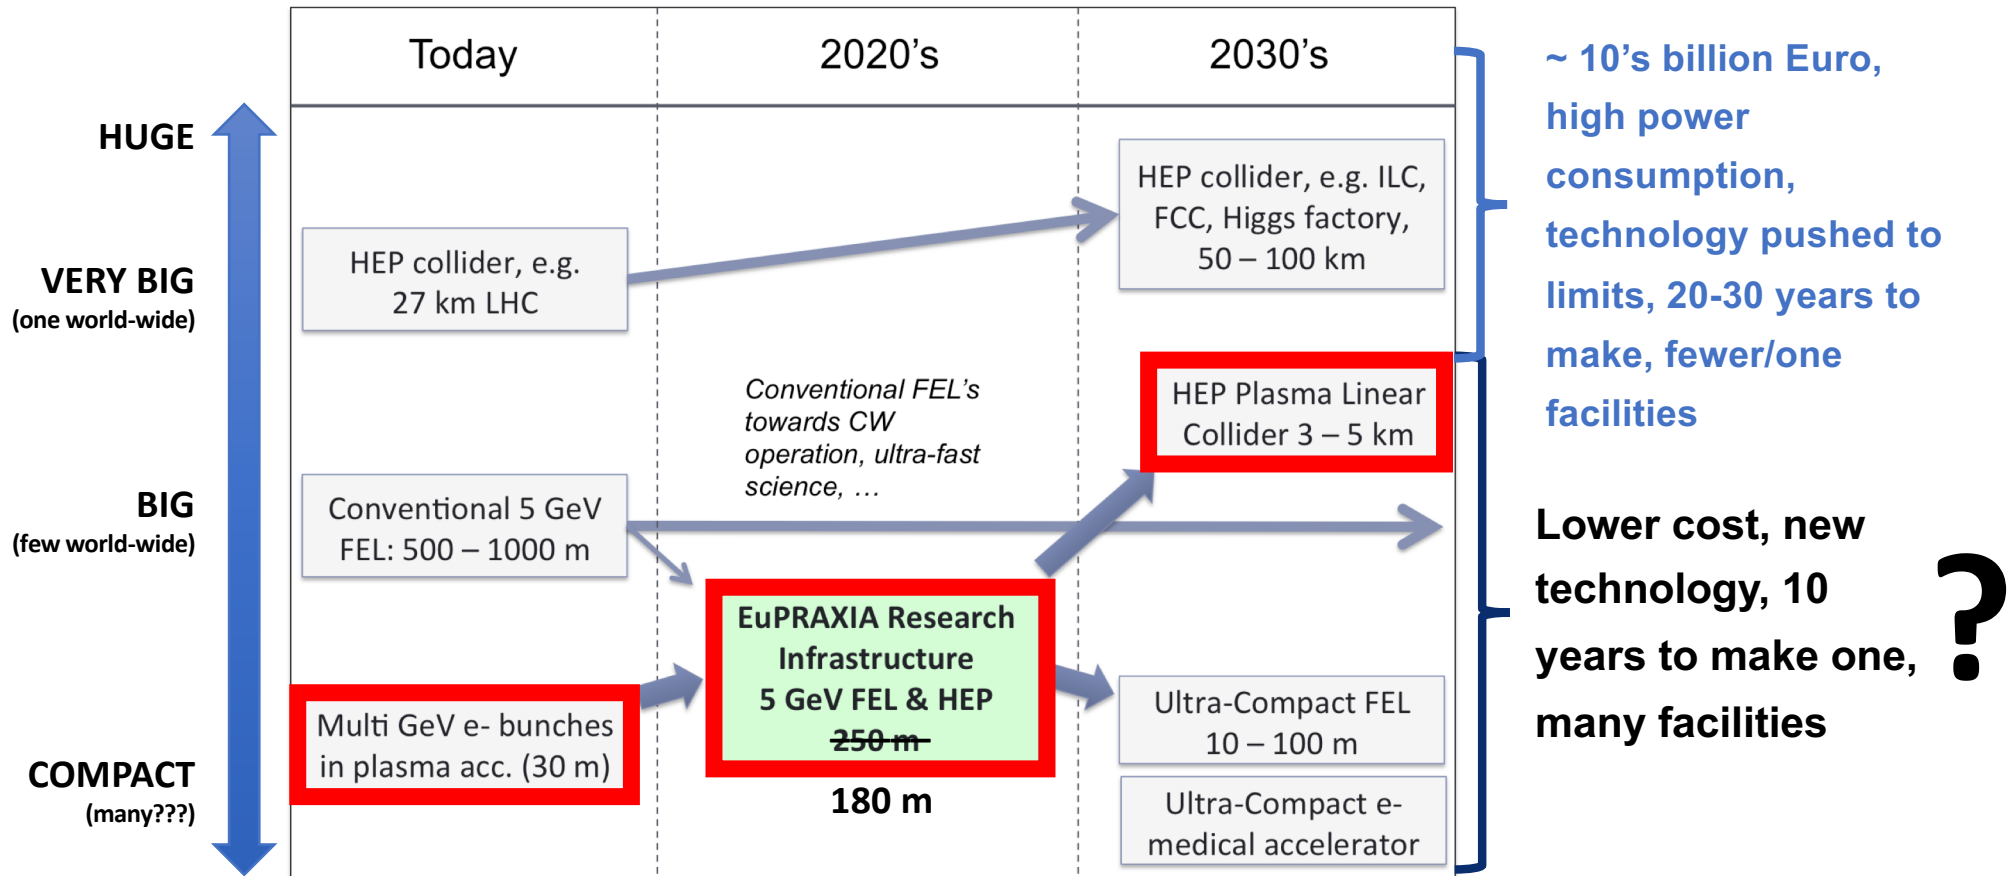 Today
2020's
2030's
HUGE
VERY BIG
(one world-wide)
BIG
(few world-wide)
COMPACT
(many???)
HEP collider, e.g.
27 km LHC
Conventional 5 GeV
FEL: 500 – 1000 m
Multi GeV e- bunches
in plasma acc. (30 m)
Conventional FEL's
towards CW
operation, ultra-fast
science, …
EuPRAXIA Research
Infrastructure
5 GeV FEL & HEP
250 m
180 m
HEP collider, e.g. ILC,
FCC, Higgs factory,
50 – 100 km
HEP Plasma Linear
Collider 3 – 5 km
Ultra-Compact FEL
10 – 100 m
Ultra-Compact e-
medical accelerator
~ 10's billion Euro,
high power
consumption,
technology pushed to
limits, 20-30 years to
make, fewer/one
facilities
Lower cost, new
technology, 10
years to make one,
many facilities
?